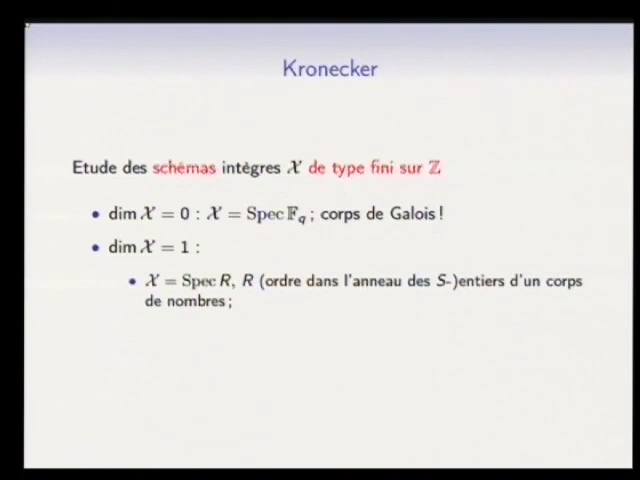 Kronecker
Etude des schémas intègres 𝒳 de type fini sur ℤ
• dim 𝒳 = 0 : 𝒳 = Spec 𝔽_q ; corps de Galois !
• dim 𝒳 = 1 :
• 𝒳 = Spec R, R (ordre dans l'anneau des S-)entiers d'un corps
de nombres ;